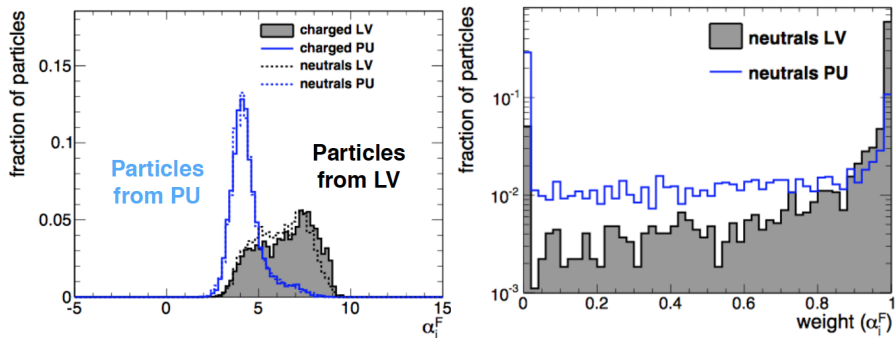 fraction of particles
0.15
0.1
0.05
0
-5
0
5
10
15
α_i^F
charged LV
charged PU
neutrals LV
neutrals PU
Particles
from PU
Particles
from LV
fraction of particles
10^-1
10^-2
10^-3
0
0.2
0.4
0.6
0.8
1
weight (α_i^F)
neutrals LV
neutrals PU